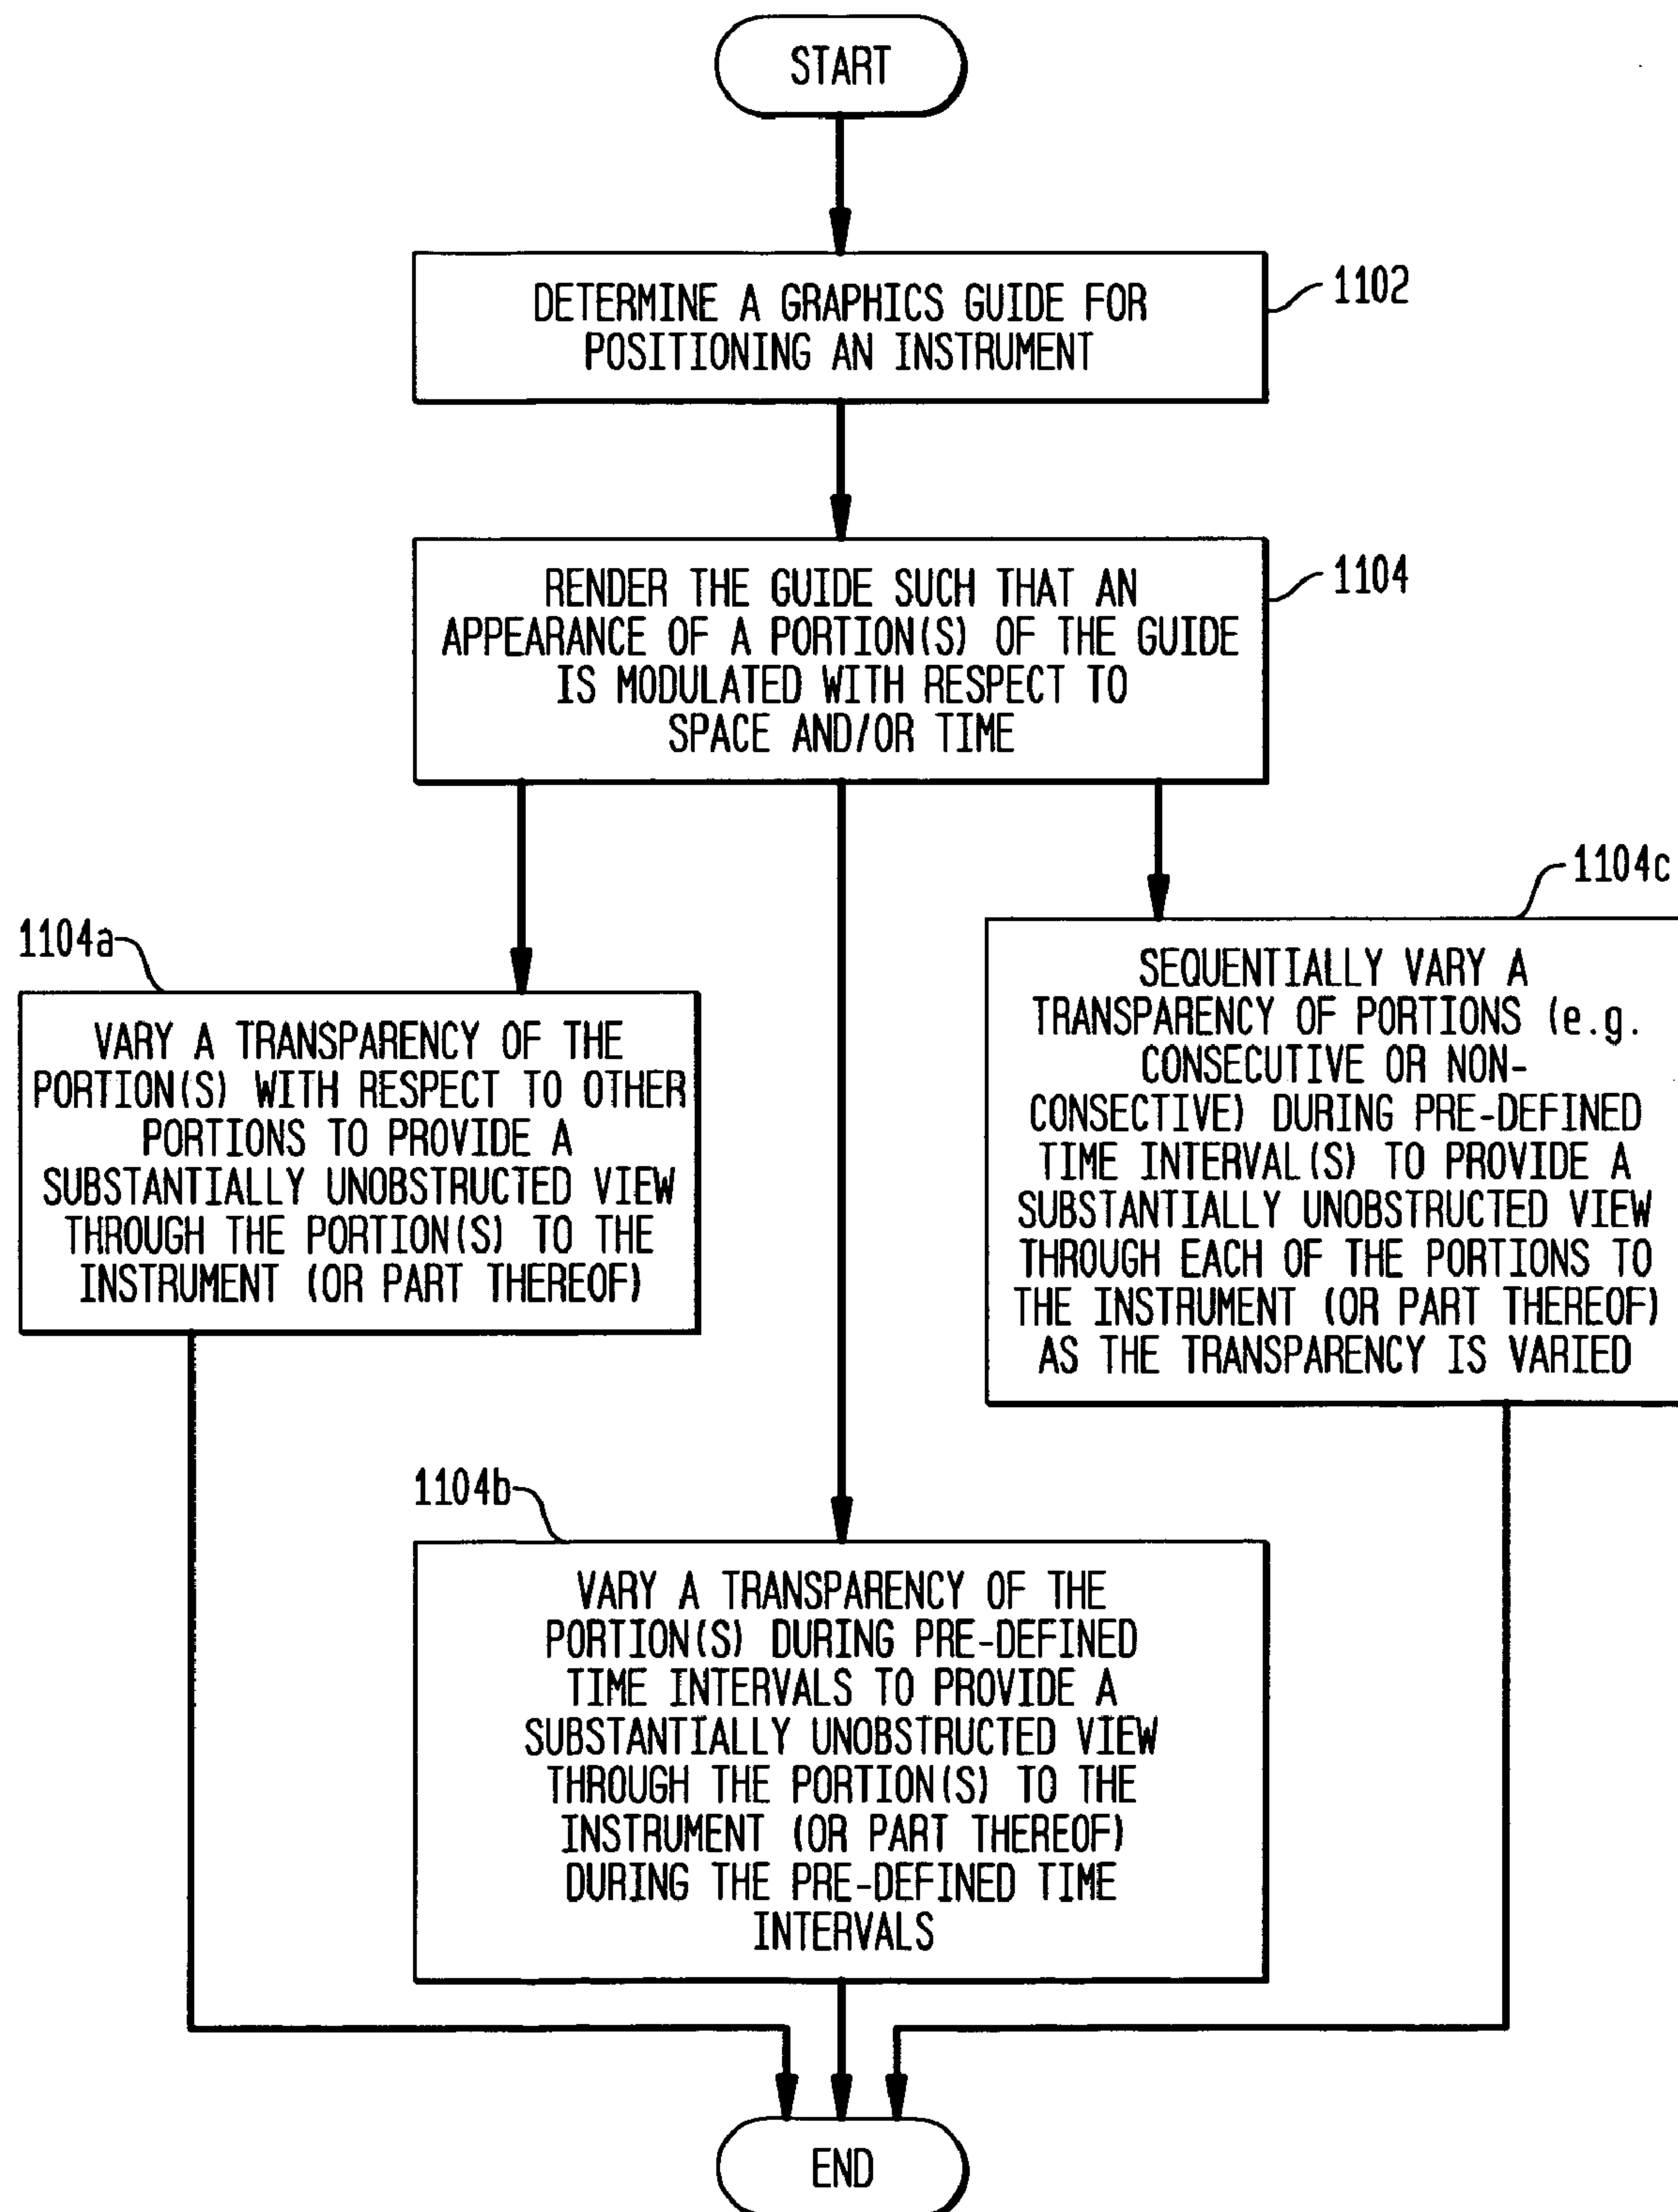 START
DETERMINE A GRAPHICS GUIDE FOR
POSITIONING AN INSTRUMENT
1102
RENDER THE GUIDE SUCH THAT AN
APPEARANCE OF A PORTION(S) OF THE GUIDE
IS MODULATED WITH RESPECT TO
SPACE AND/OR TIME
1104
1104a
VARY A TRANSPARENCY OF THE
PORTION(S) WITH RESPECT TO OTHER
PORTIONS TO PROVIDE A
SUBSTANTIALLY UNOBSTRUCTED VIEW
THROUGH THE PORTION(S) TO THE
INSTRUMENT (OR PART THEREOF)
1104c
SEQUENTIALLY VARY A
TRANSPARENCY OF PORTIONS (e.g.
CONSECUTIVE OR NON-
CONSECTIVE) DURING PRE-DEFINED
TIME INTERVAL(S) TO PROVIDE A
SUBSTANTIALLY UNOBSTRUCTED VIEW
THROUGH EACH OF THE PORTIONS TO
THE INSTRUMENT (OR PART THEREOF)
AS THE TRANSPARENCY IS VARIED
1104b
VARY A TRANSPARENCY OF THE
PORTION(S) DURING PRE-DEFINED
TIME INTERVALS TO PROVIDE A
SUBSTANTIALLY UNOBSTRUCTED VIEW
THROUGH THE PORTION(S) TO THE
INSTRUMENT (OR PART THEREOF)
DURING THE PRE-DEFINED TIME
INTERVALS
END